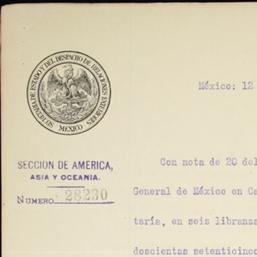 SECRETARIA DE ESTADO Y DEL DESPACHO DE RELACIONES EXTERIORES
MEXICO
México: 12
SECCION DE AMERICA,
ASIA Y OCEANIA.
NUMERO 28230
Con nota de 20 del
General de México en Ca
taría, en seis libranz
doscientas setenticinc